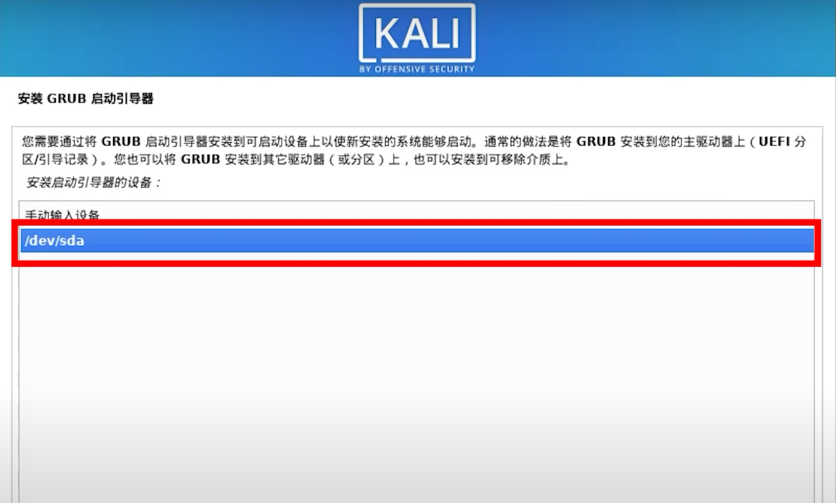 KALI
BY OFFENSIVE SECURITY
安装 GRUB 启动引导器
您需要通过将 GRUB 启动引导器安装到可启动设备上以使新安装的系统能够启动。通常的做法是将 GRUB 安装到您的主驱动器上（UEFI 分
区/引导记录）。您也可以将 GRUB 安装到其它驱动器（或分区）上，也可以安装到可移除介质上。
安装启动引导器的设备：
手动输入设备
/dev/sda